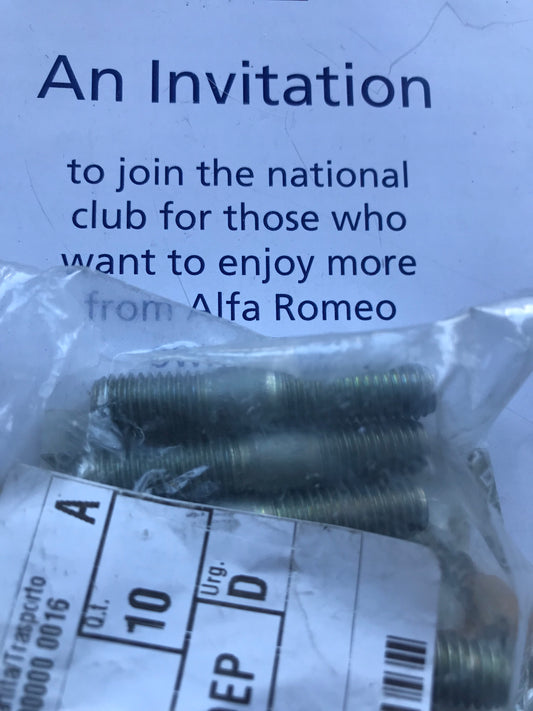 An Invitation
to join the national
club for those who
want to enjoy more
from Alfa Romeo
A
Q.t.
10
Urg.
D
0000 0016